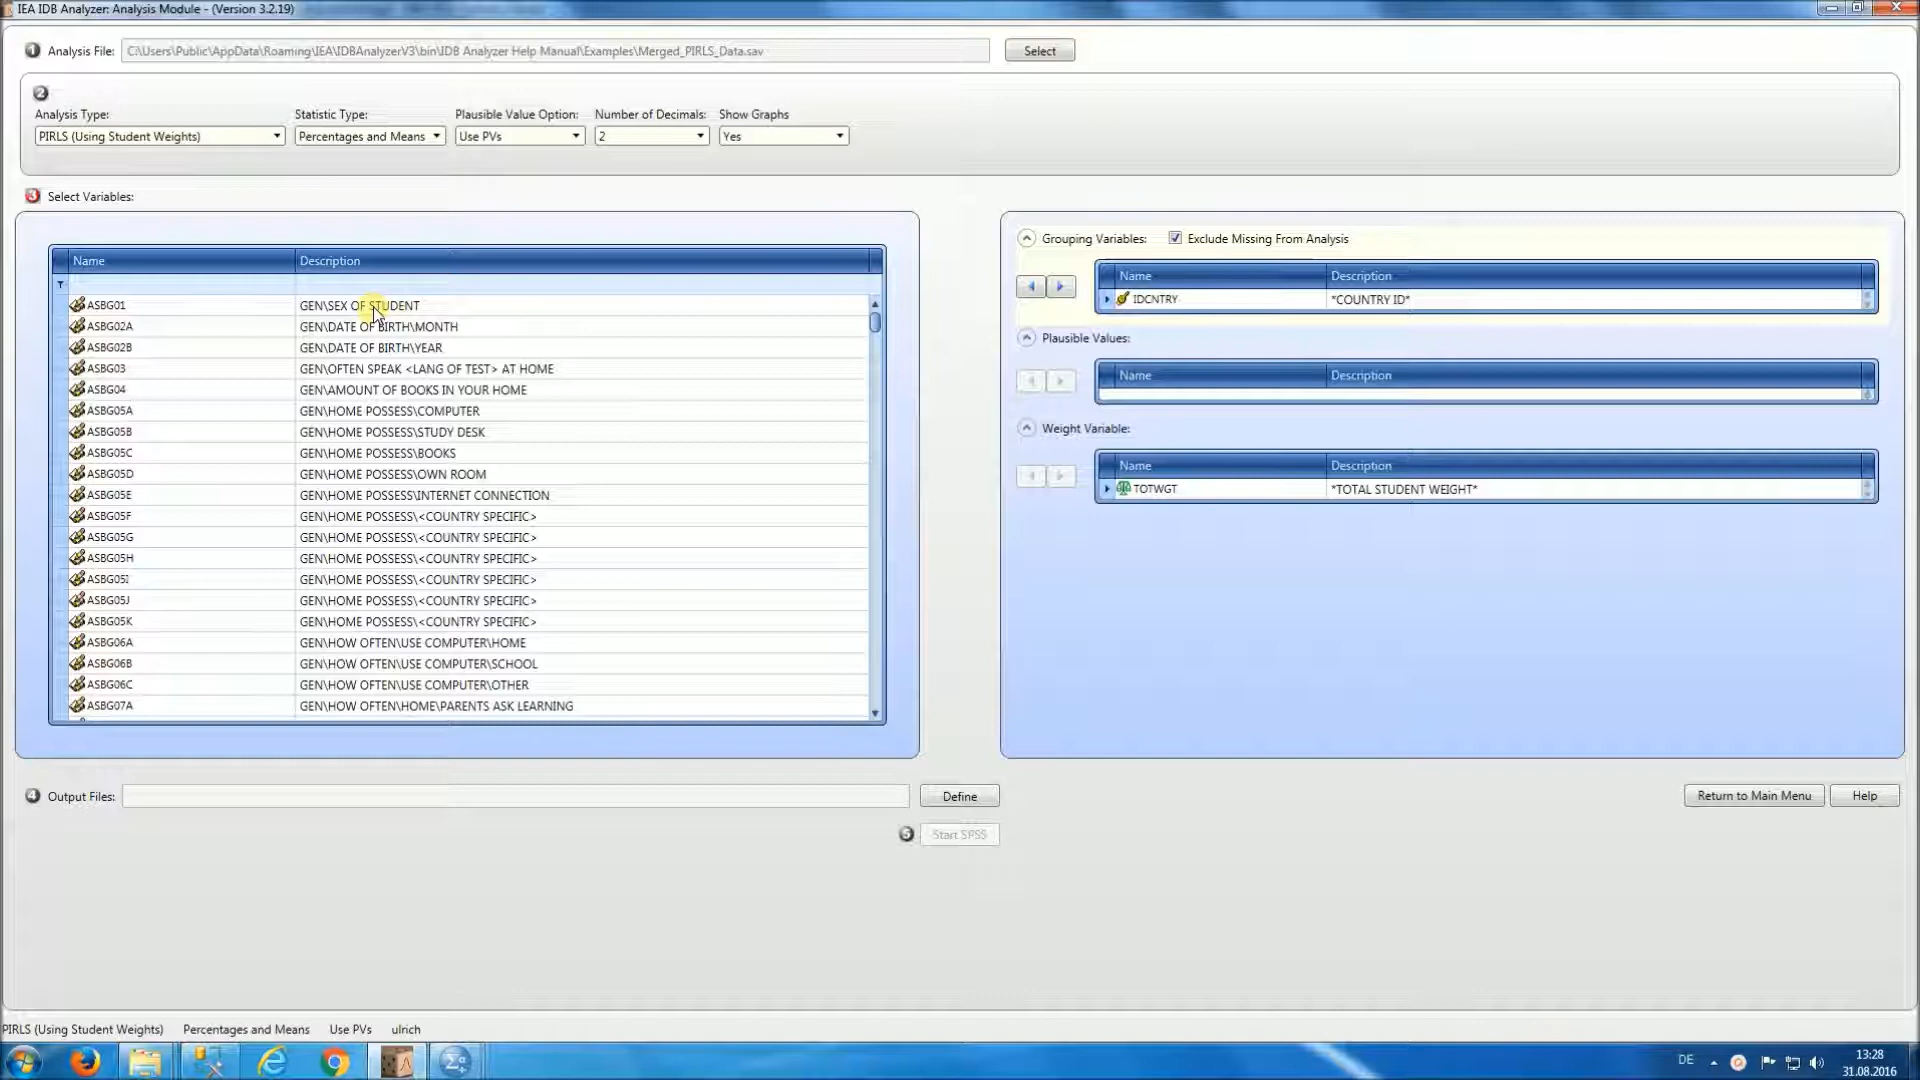 IEA IDB Analyzer: Analysis Module - (Version 3.2.19)
1 Analysis File: C:\Users\Public\AppData\Roaming\IEA\IDBAnalyzerV3\bin\IDB Analyzer Help Manual\Examples\Merged_PIRLS_Data.sav Select
2
Analysis Type: Statistic Type: Plausible Value Option: Number of Decimals: Show Graphs
PIRLS (Using Student Weights) Percentages and Means Use PVs 2 Yes
3 Select Variables:
Name Description
ASBG01 GEN\SEX OF STUDENT
ASBG02A GEN\DATE OF BIRTH\MONTH
ASBG02B GEN\DATE OF BIRTH\YEAR
ASBG03 GEN\OFTEN SPEAK <LANG OF TEST> AT HOME
ASBG04 GEN\AMOUNT OF BOOKS IN YOUR HOME
ASBG05A GEN\HOME POSSESS\COMPUTER
ASBG05B GEN\HOME POSSESS\STUDY DESK
ASBG05C GEN\HOME POSSESS\BOOKS
ASBG05D GEN\HOME POSSESS\OWN ROOM
ASBG05E GEN\HOME POSSESS\INTERNET CONNECTION
ASBG05F GEN\HOME POSSESS\<COUNTRY SPECIFIC>
ASBG05G GEN\HOME POSSESS\<COUNTRY SPECIFIC>
ASBG05H GEN\HOME POSSESS\<COUNTRY SPECIFIC>
ASBG05I GEN\HOME POSSESS\<COUNTRY SPECIFIC>
ASBG05J GEN\HOME POSSESS\<COUNTRY SPECIFIC>
ASBG05K GEN\HOME POSSESS\<COUNTRY SPECIFIC>
ASBG06A GEN\HOW OFTEN\USE COMPUTER\HOME
ASBG06B GEN\HOW OFTEN\USE COMPUTER\SCHOOL
ASBG06C GEN\HOW OFTEN\USE COMPUTER\OTHER
ASBG07A GEN\HOW OFTEN\HOME\PARENTS ASK LEARNING
Grouping Variables: Exclude Missing From Analysis
Name Description
IDCNTRY *COUNTRY ID*
Plausible Values:
Name Description
Weight Variable:
Name Description
TOTWGT *TOTAL STUDENT WEIGHT*
4 Output Files: Define Return to Main Menu Help
5 Start SPSS
PIRLS (Using Student Weights) Percentages and Means Use PVs ulrich
DE 13:28
31.08.2016